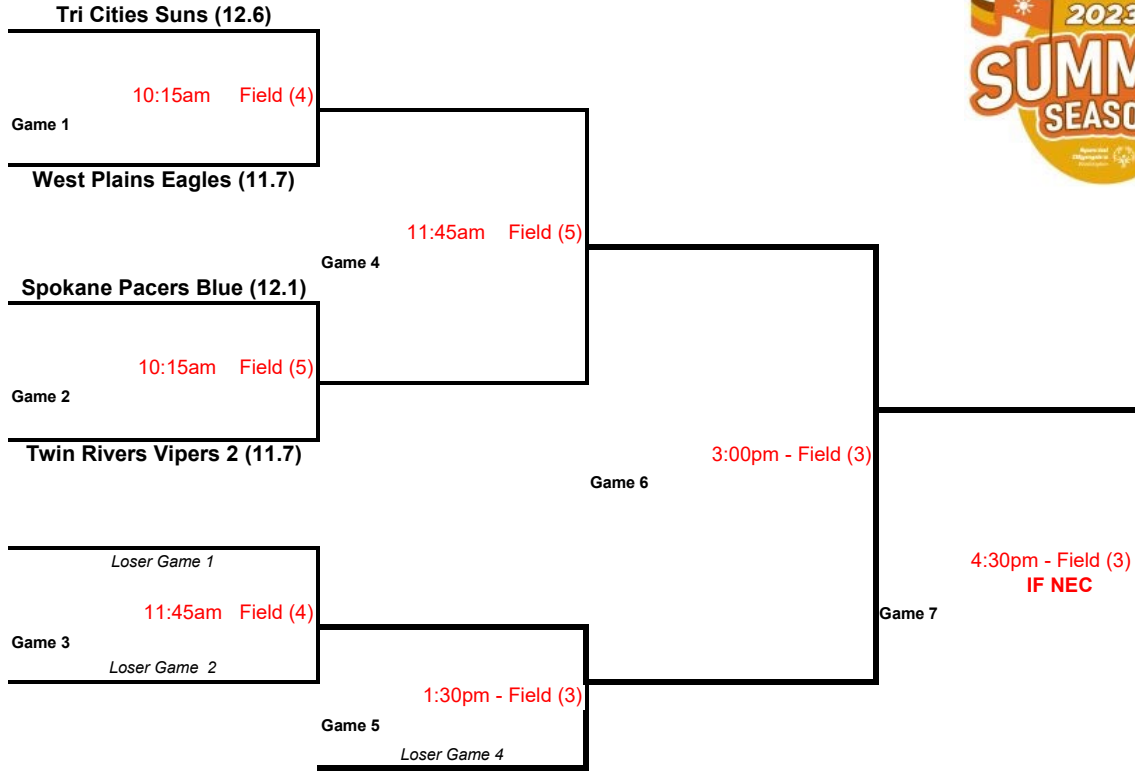 Tri Cities Suns (12.6)
2023
SUMM
SEASO
10:15am Field (4)
Game 1
West Plains Eagles (11.7)
11:45am Field (5)
Game 4
Spokane Pacers Blue (12.1)
10:15am Field (5)
Game 2
Twin Rivers Vipers 2 (11.7)
3:00pm - Field (3)
Game 6
Loser Game 1
11:45am Field (4)
Game 3
Loser Game 2
4:30pm - Field (3)
IF NEC
Game 7
1:30pm - Field (3)
Game 5
Loser Game 4